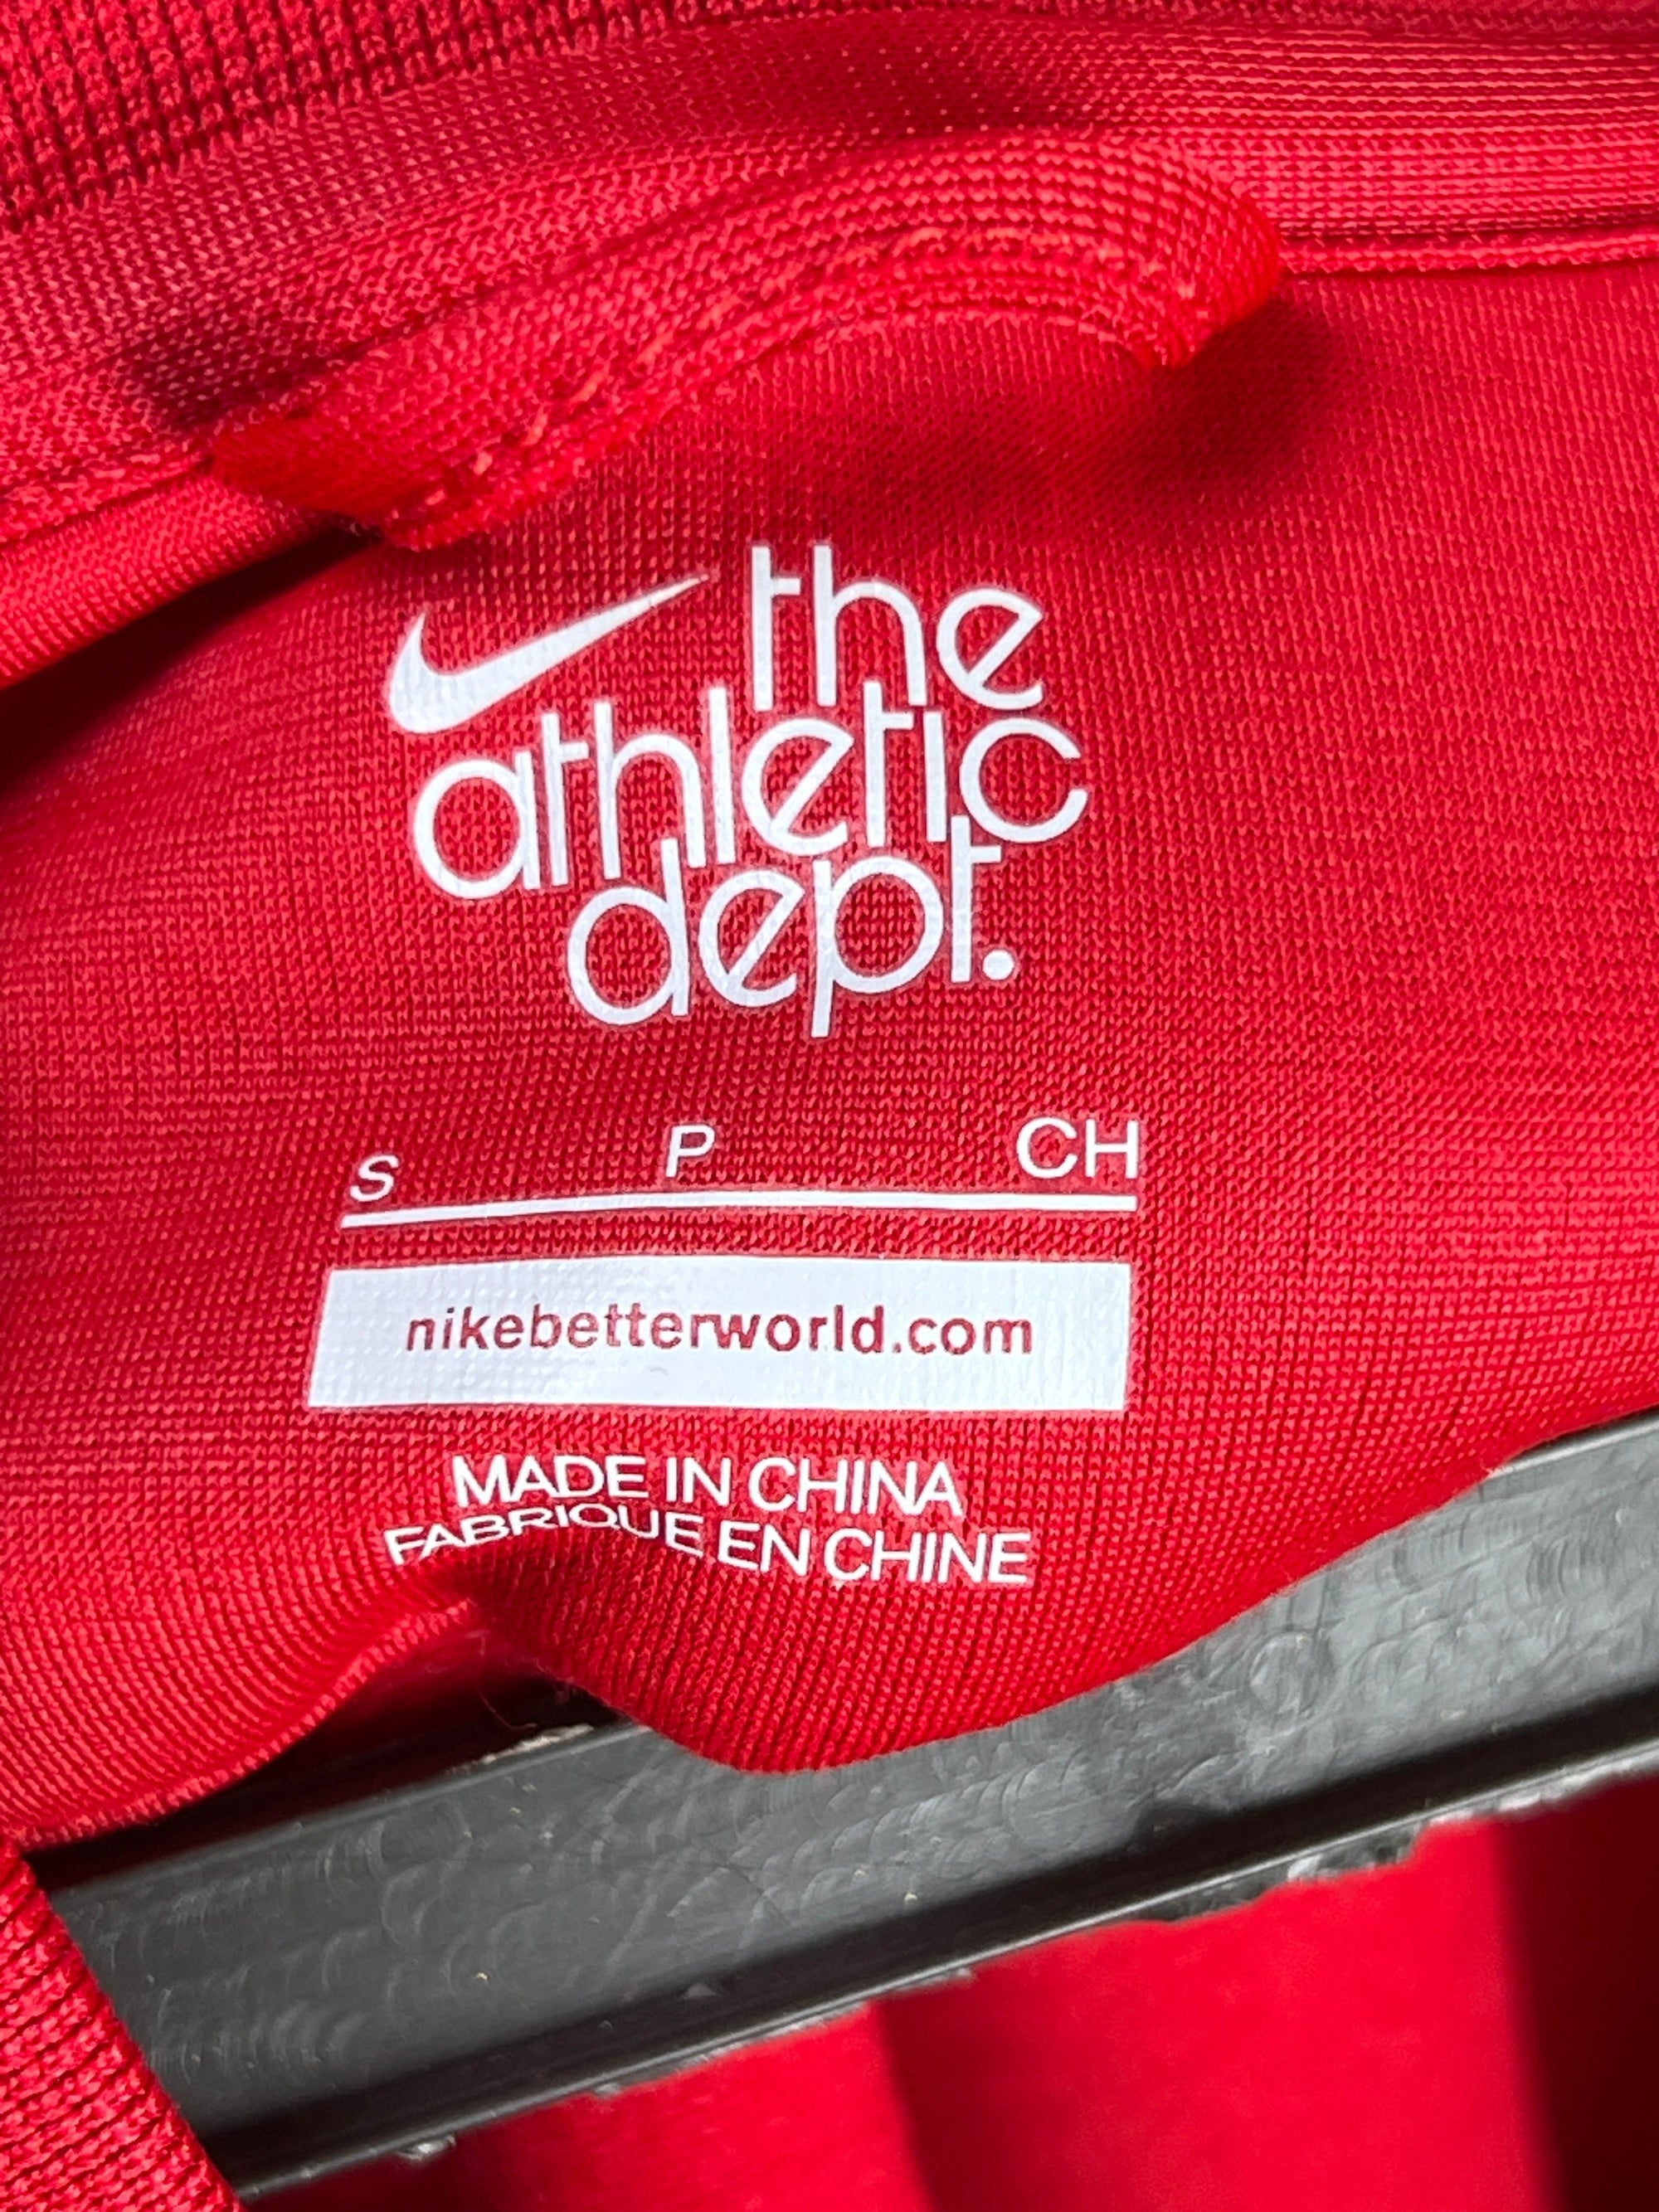 the
athletic
dept.
S P CH
nikebetterworld.com
MADE IN CHINA
FABRIQUE EN CHINE